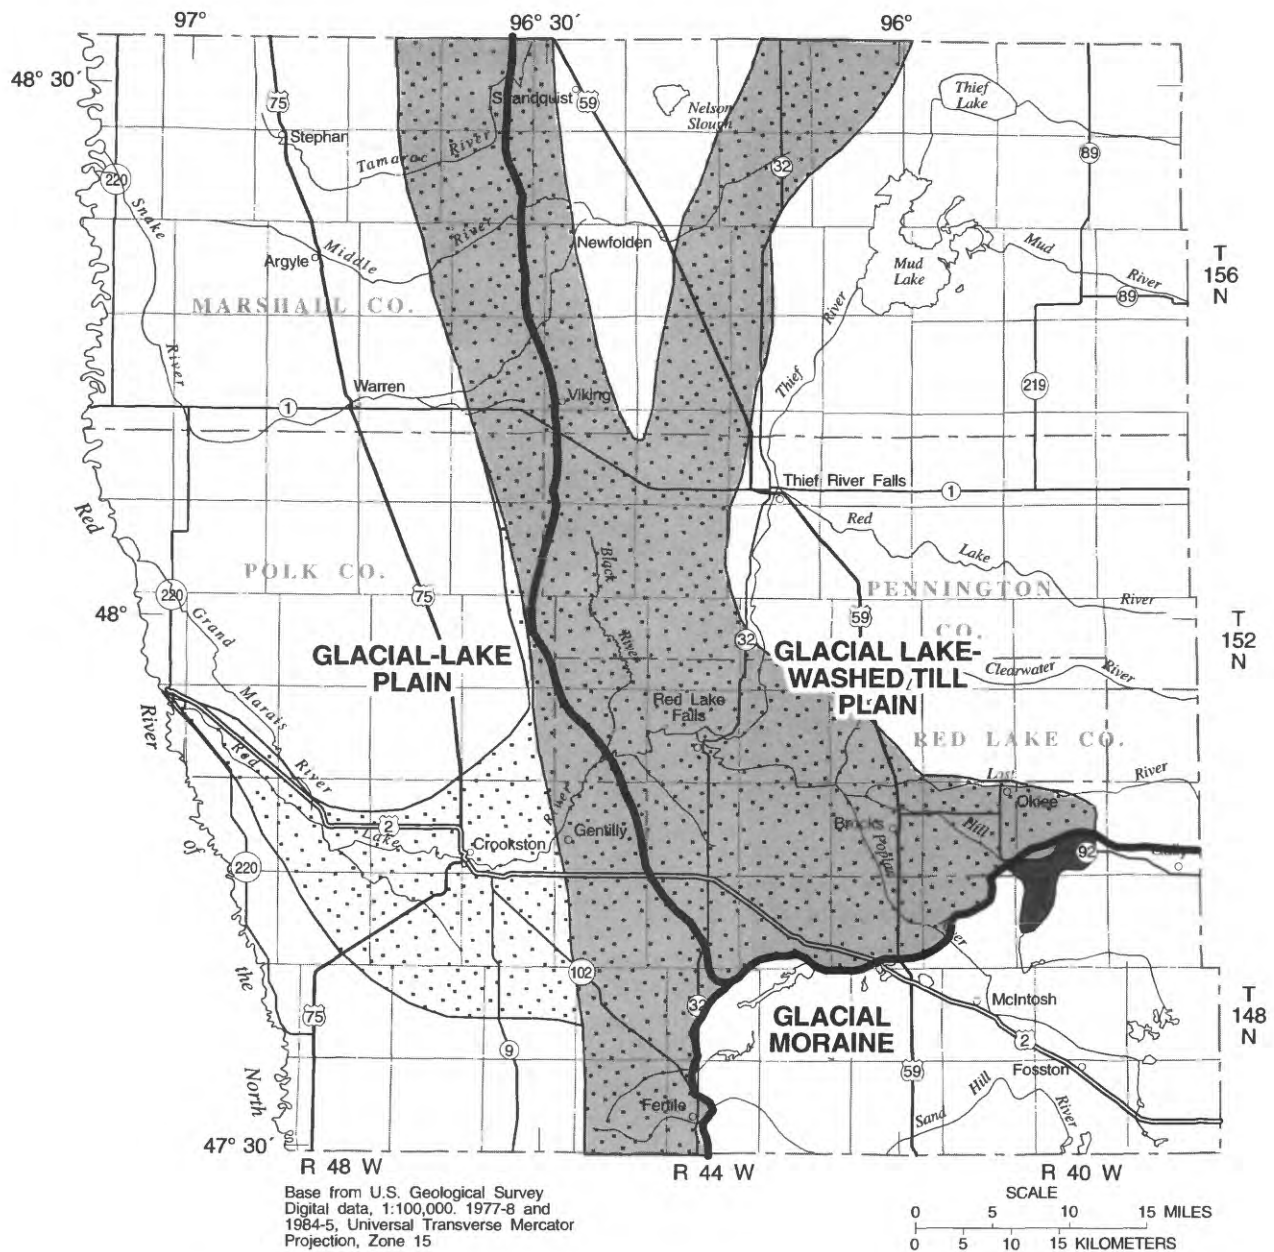 97°
96° 30´
96°
48° 30´
75
Strandquist
59
Nelson
Slough
Thief
Lake
Stephan
Tamarac
River
32
89
220
Snake
River
Newfolden
Middle
Argyle
Mud
Lake
Mud
River
T
156
N
MARSHALL CO.
89
River
River
Thief
Warren
Viking
219
1
Thief River Falls
1
Red
Red
Lake
Black
POLK CO.
75
PENNINGTON
River
48°
220
Grand
59
CO.
T
152
N
River
32
GLACIAL-LAKE
PLAIN
GLACIAL LAKE-
WASHED TILL
PLAIN
Clearwater
River
Marais
Red Lake
Falls
River
RED LAKE CO.
Red
River
Lost
River
Oklee
River
2
Lake
Crookston
Gentilly
Brooks
Hill
92
of
220
Poplar
River
the
102
32
McIntosh
T
148
N
75
GLACIAL
MORAINE
2
9
59
Fosston
North
Fertile
Sand
Hill
River
47° 30´
R 48 W
R 44 W
R 40 W
Base from U.S. Geological Survey
Digital data, 1:100,000. 1977-8 and
1984-5, Universal Transverse Mercator
Projection, Zone 15
SCALE
0 5 10 15 MILES
0 5 10 15 KILOMETERS